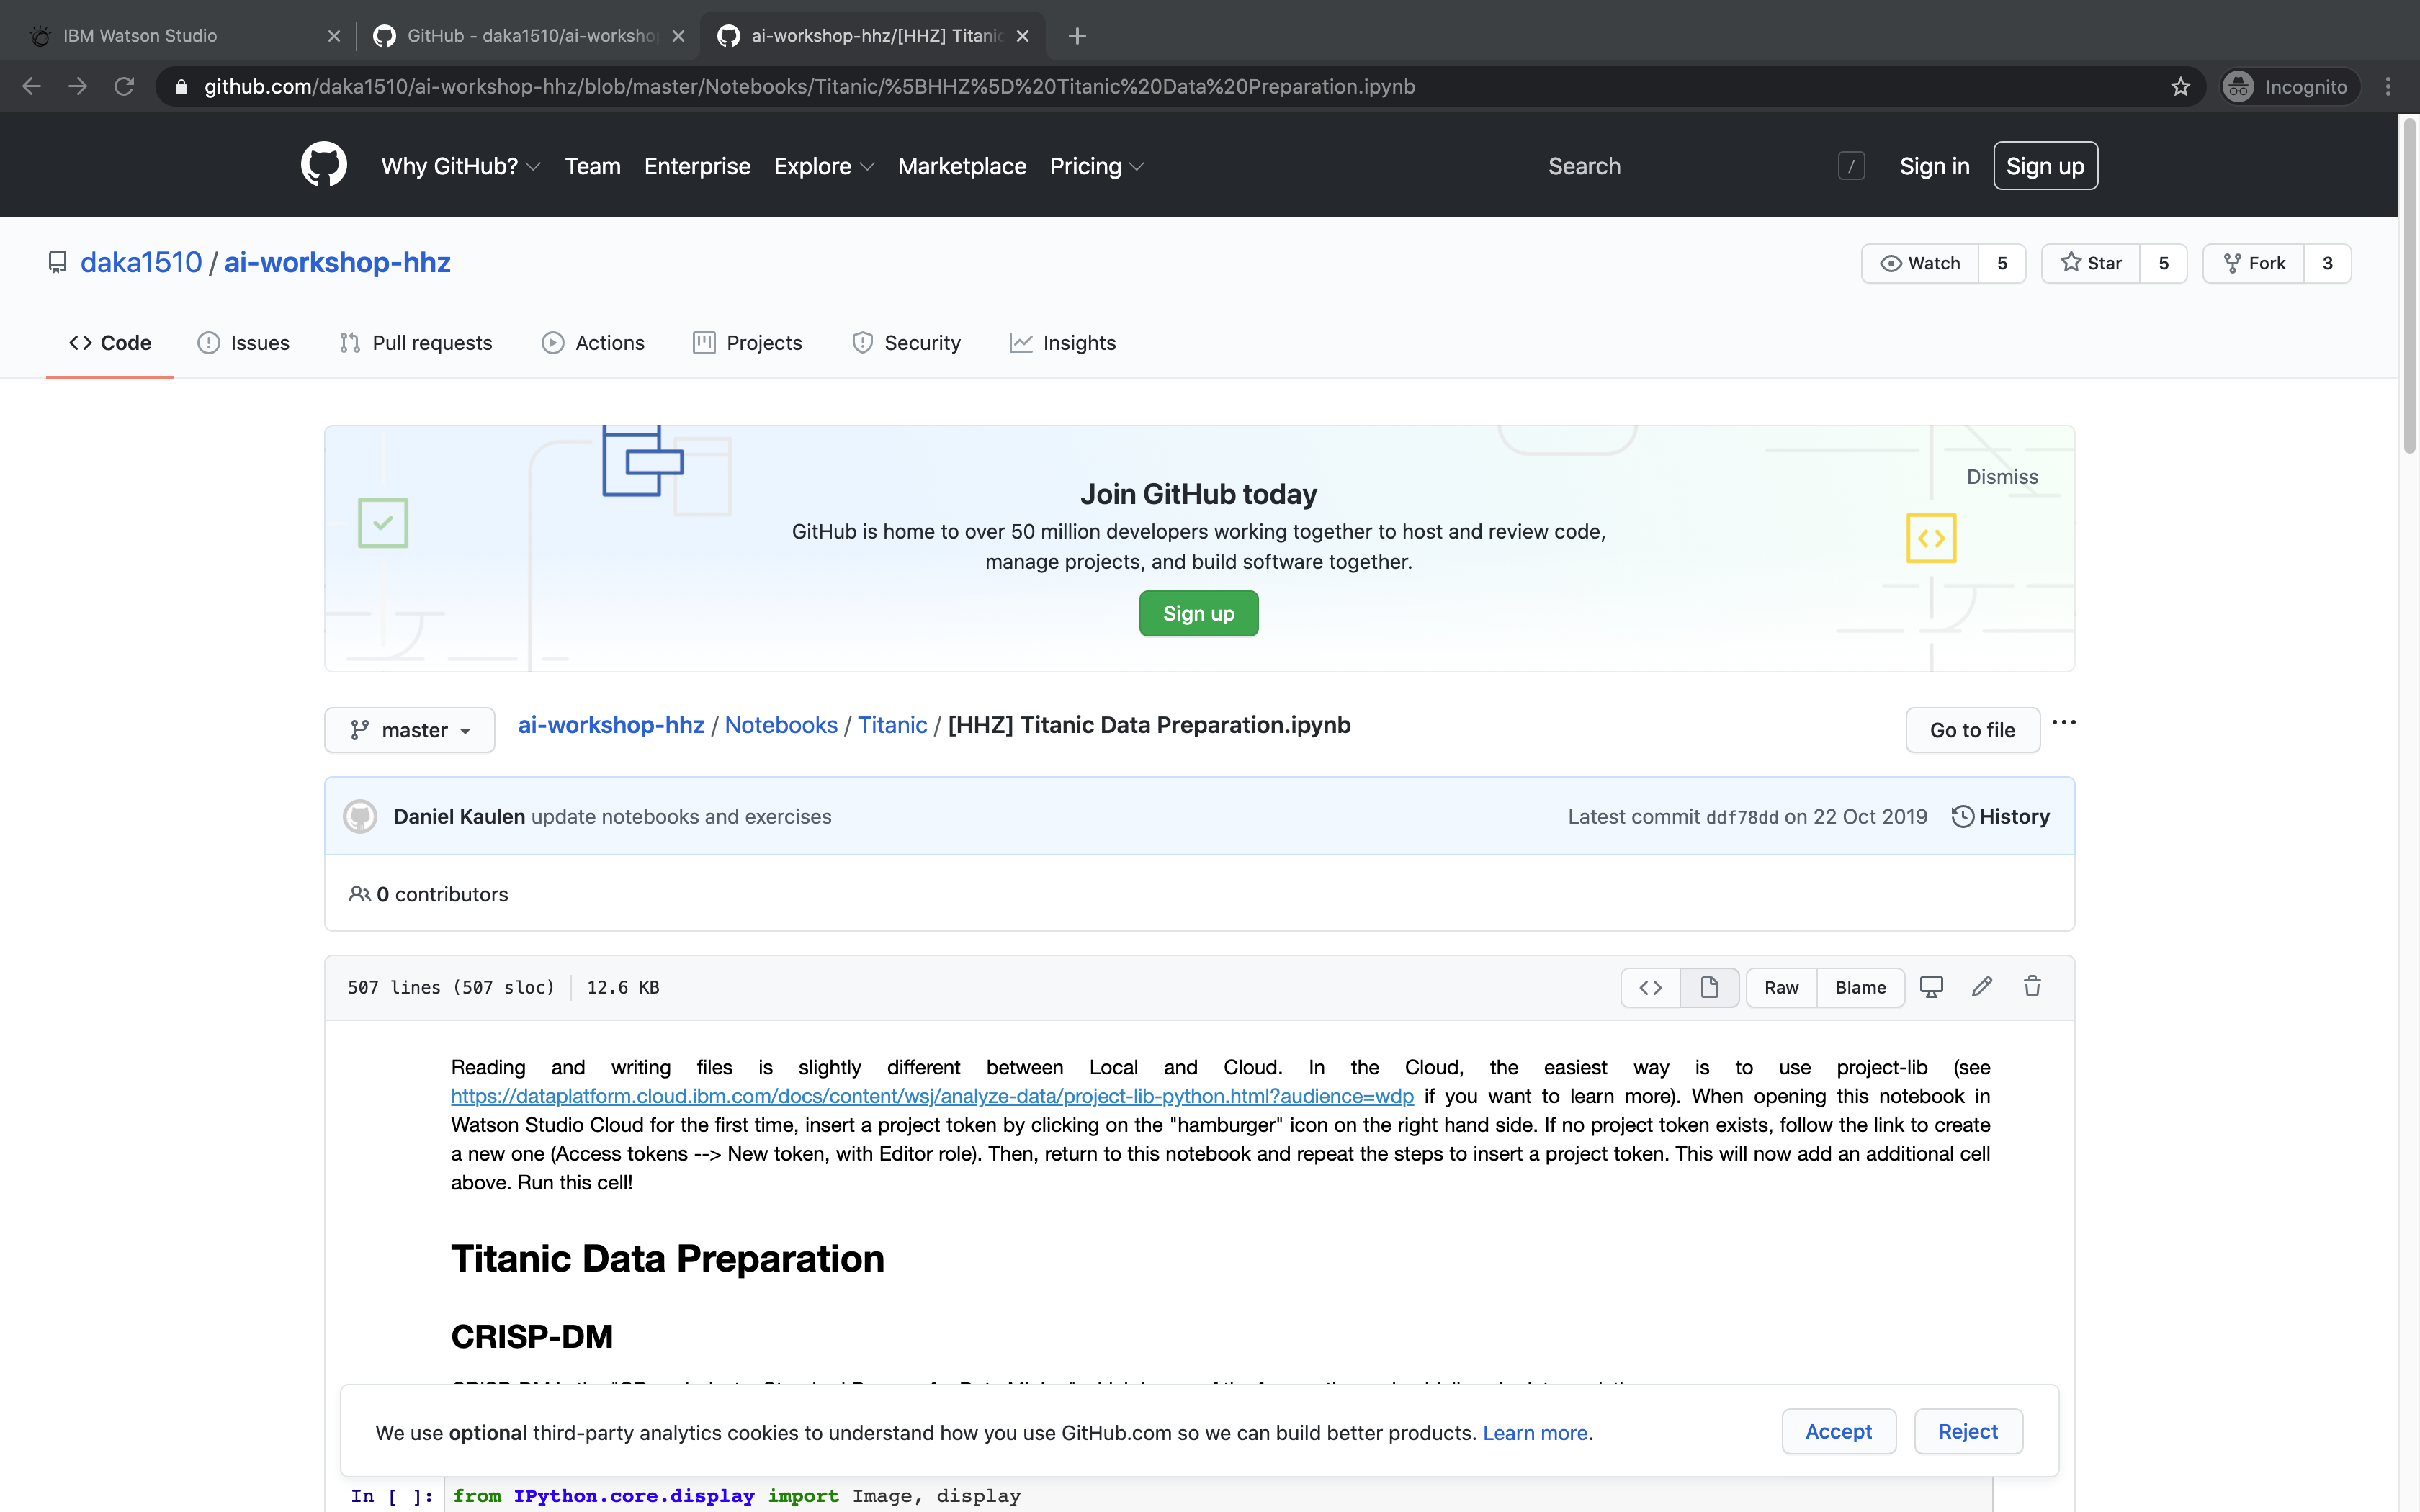 IBM Watson Studio
GitHub - daka1510/ai-workshop
ai-workshop-hhz/[HHZ] Titanic
github.com/daka1510/ai-workshop-hhz/blob/master/Notebooks/Titanic/%5BHHZ%5D%20Titanic%20Data%20Preparation.ipynb
Incognito
Why GitHub? Team Enterprise Explore Marketplace Pricing
Search /
Sign in Sign up
daka1510 / ai-workshop-hhz
Watch 5 Star 5 Fork 3
Code Issues Pull requests Actions Projects Security Insights
Dismiss
Join GitHub today
GitHub is home to over 50 million developers working together to host and review code,
manage projects, and build software together.
Sign up
master
ai-workshop-hhz / Notebooks / Titanic / [HHZ] Titanic Data Preparation.ipynb
Go to file
Daniel Kaulen update notebooks and exercises
Latest commit ddf78dd on 22 Oct 2019 History
0 contributors
507 lines (507 sloc) 12.6 KB
Raw Blame
Reading and writing files is slightly different between Local and Cloud. In the Cloud, the easiest way is to use project-lib (see
https://dataplatform.cloud.ibm.com/docs/content/wsj/analyze-data/project-lib-python.html?audience=wdp if you want to learn more). When opening this notebook in
Watson Studio Cloud for the first time, insert a project token by clicking on the "hamburger" icon on the right hand side. If no project token exists, follow the link to create
a new one (Access tokens --> New token, with Editor role). Then, return to this notebook and repeat the steps to insert a project token. This will now add an additional cell
above. Run this cell!
Titanic Data Preparation
CRISP-DM
We use optional third-party analytics cookies to understand how you use GitHub.com so we can build better products. Learn more.
Accept Reject
In [ ]: from IPython.core.display import Image, display